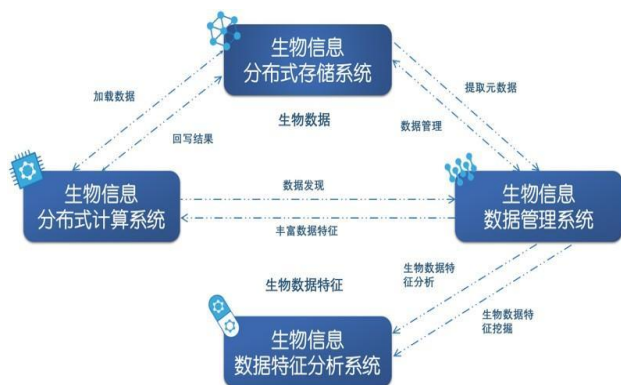 生物信息
分布式存储系统
加载数据
提取元数据
生物数据
数据管理
回写结果
生物信息
分布式计算系统
数据发现
生物信息
数据管理系统
丰富数据特征
生物数据特
征分析
生物数据特征
生物数据特
征挖掘
生物信息
数据特征分析系统